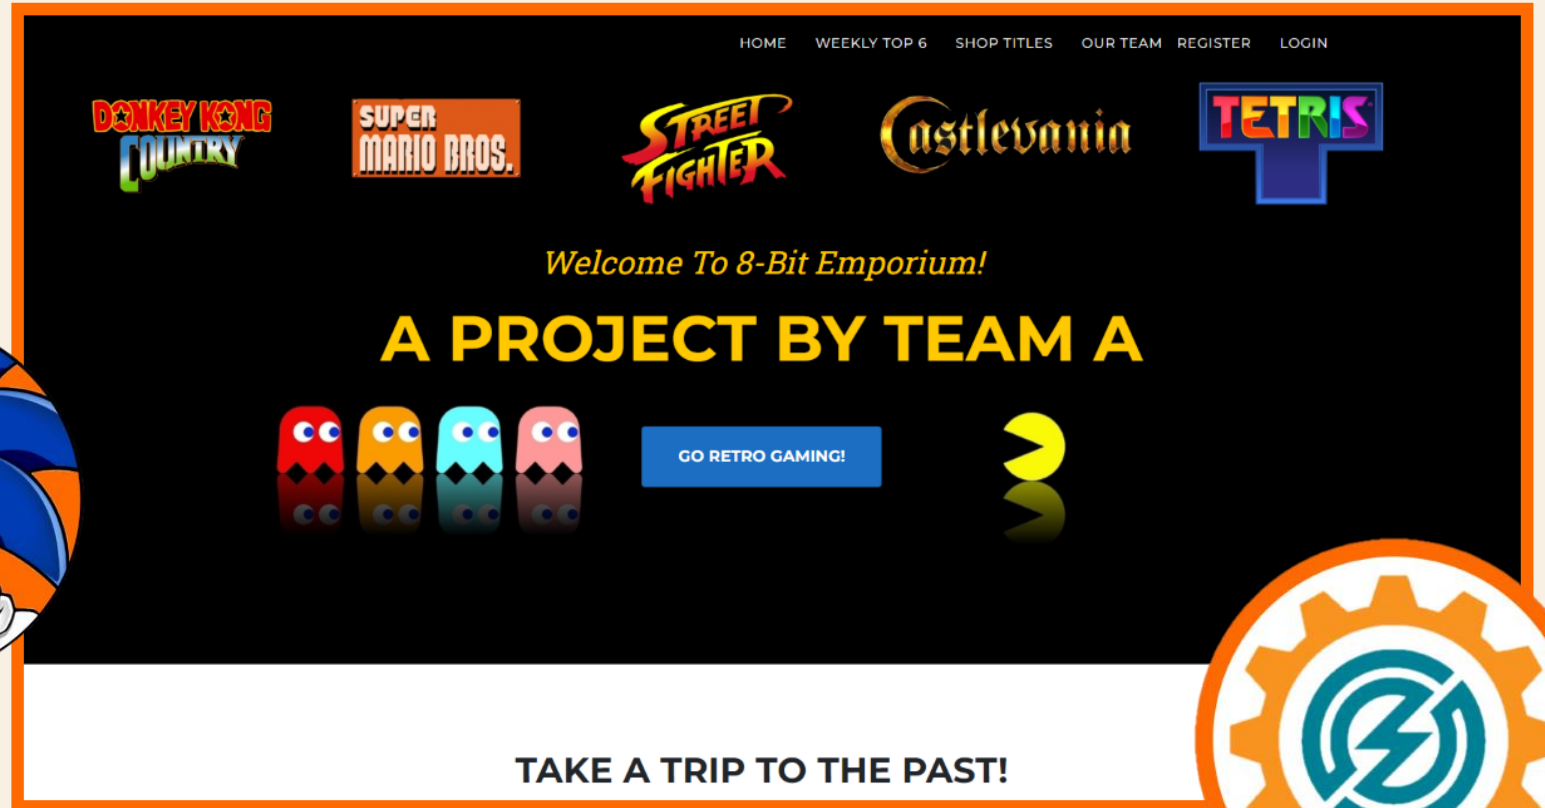 HOME WEEKLY TOP 6 SHOP TITLES OUR TEAM REGISTER LOGIN
DONKEY KONG
COUNTRY
SUPER
MARIO BROS.
STREET
FIGHTER
Castlevania
TETRIS
Welcome To 8-Bit Emporium!
A PROJECT BY TEAM A
GO RETRO GAMING!
TAKE A TRIP TO THE PAST!